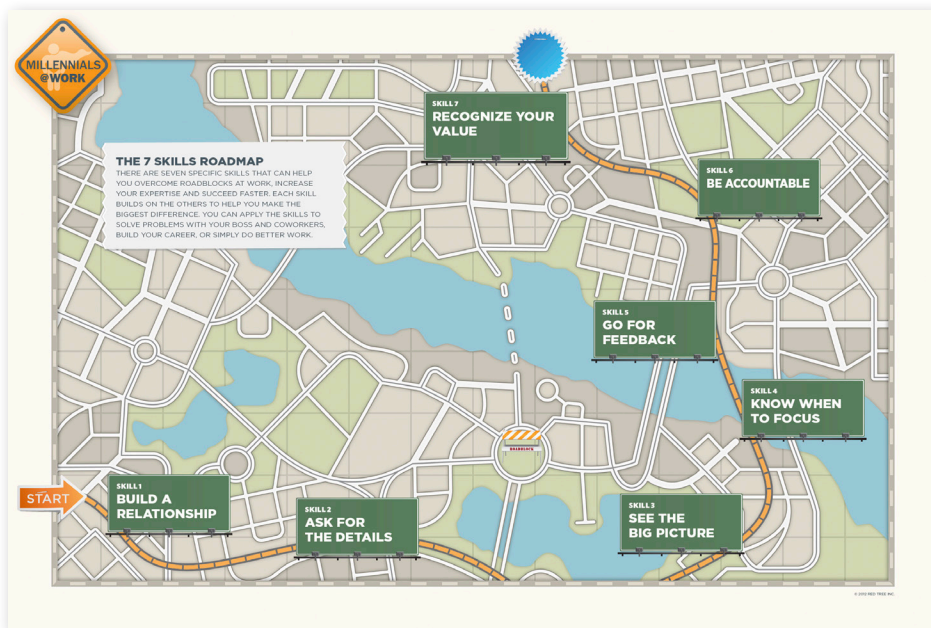 MILLENNIALS
@WORK
THE 7 SKILLS ROADMAP
THERE ARE SEVEN SPECIFIC SKILLS THAT CAN HELP
YOU OVERCOME ROADBLOCKS AT WORK, INCREASE
YOUR EXPERTISE AND SUCCEED FASTER. EACH SKILL
BUILDS ON THE OTHERS TO HELP YOU MAKE THE
BIGGEST DIFFERENCE. YOU CAN APPLY THE SKILLS TO
SOLVE PROBLEMS WITH YOUR BOSS AND COWORKERS,
BUILD YOUR CAREER, OR SIMPLY DO BETTER WORK.
SKILL 7
RECOGNIZE YOUR
VALUE
SKILL 6
BE ACCOUNTABLE
SKILL 5
GO FOR
FEEDBACK
SKILL 4
KNOW WHEN
TO FOCUS
ROADBLOCK
START
SKILL 1
BUILD A
RELATIONSHIP
SKILL 2
ASK FOR
THE DETAILS
SKILL 3
SEE THE
BIG PICTURE
© 2012 RED TREE INC.